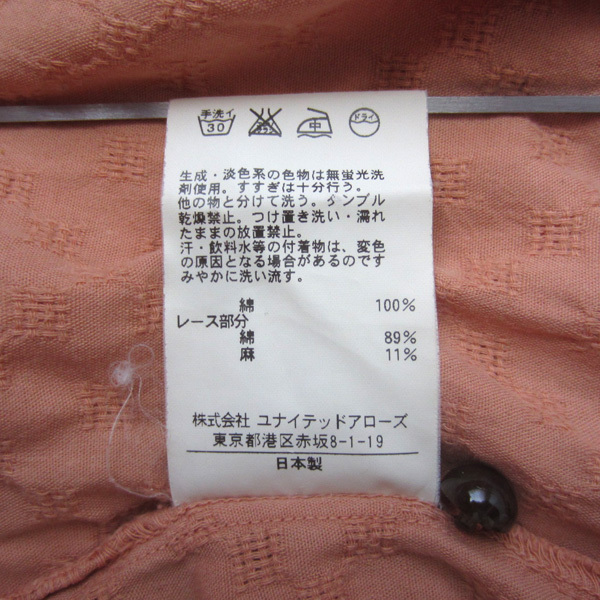 手洗イ
30
中
ドライ
生成・淡色系の色物は無蛍光洗
剤使用。すすぎは十分行う。
他の物と分けて洗う。タンブル
乾燥禁止。つけ置き洗い・濡れ
たままの放置禁止。
汗・飲料水等の付着物は、変色
の原因となる場合があるのです
みやかに洗い流す。
綿 100%
レース部分
綿 89%
麻 11%
株式会社 ユナイテッドアローズ
東京都港区赤坂8-1-19
日本製